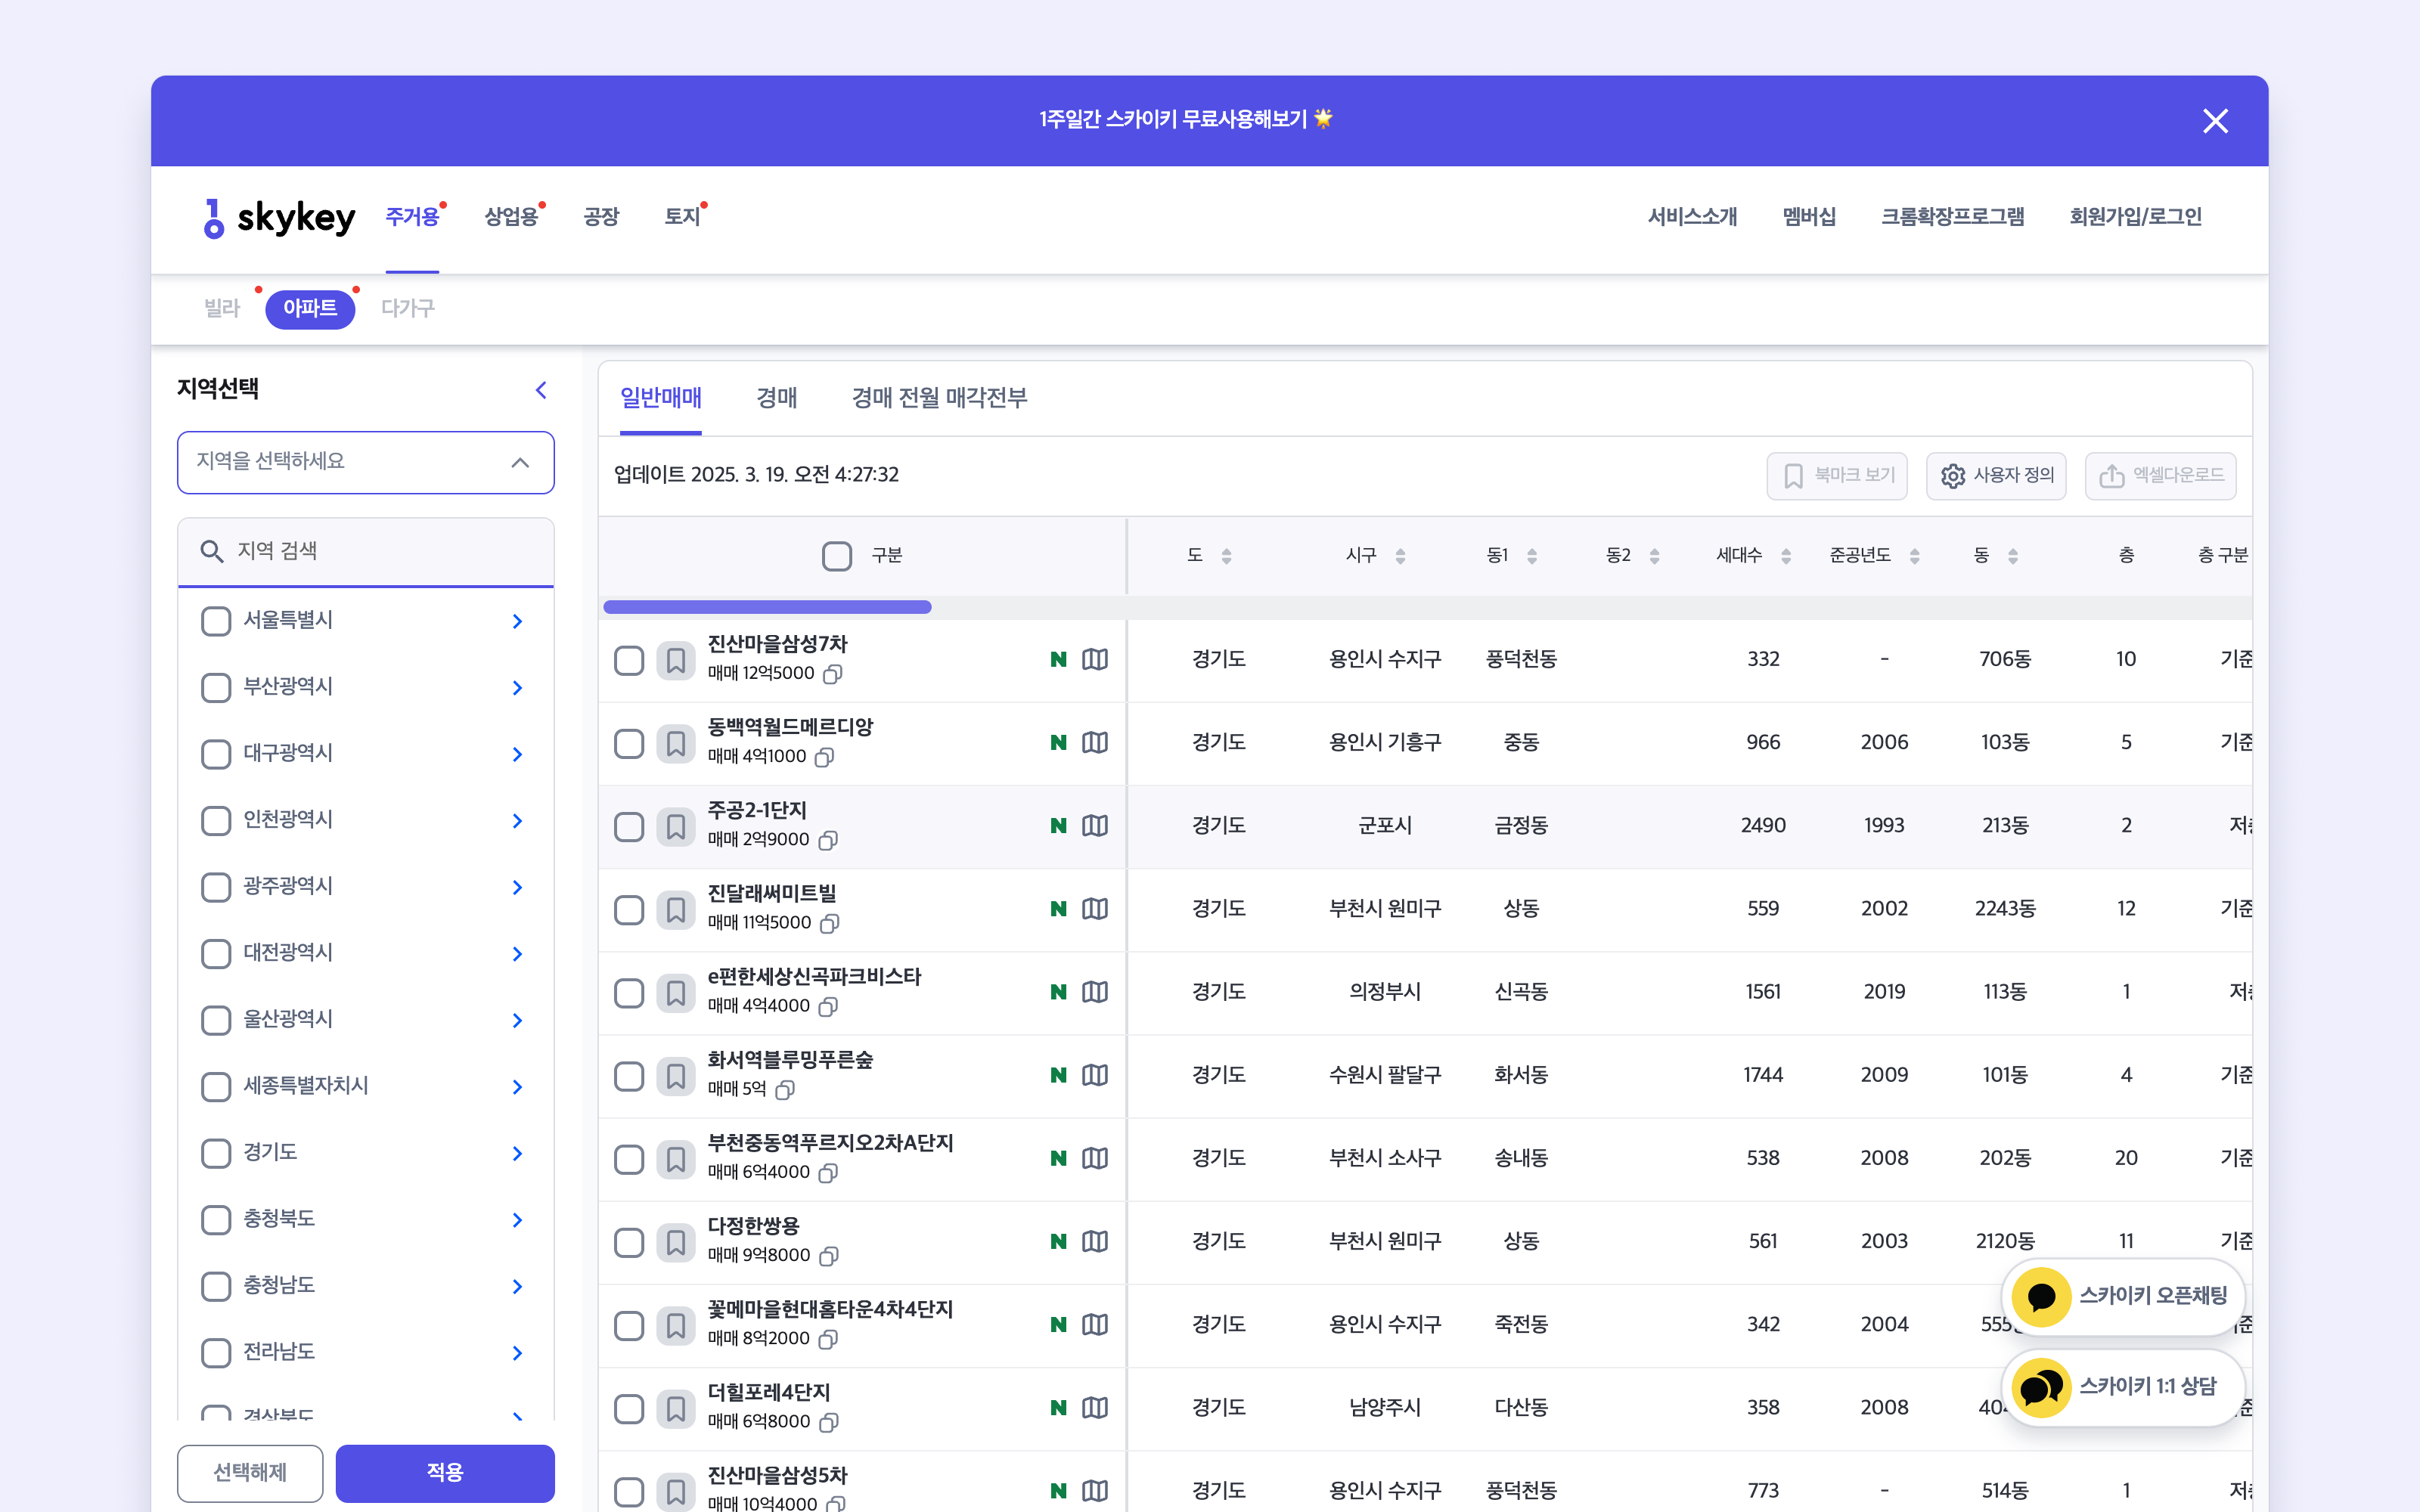 1주일간 스카이키 무료사용해보기 🌟
skykey 주거용 상업용 공장 토지 서비스소개 멤버십 크롬확장프로그램 회원가입/로그인
빌라 아파트 다가구
지역선택
지역을 선택하세요
지역 검색
서울특별시
부산광역시
대구광역시
인천광역시
광주광역시
대전광역시
울산광역시
세종특별자치시
경기도
충청북도
충청남도
전라남도
경상북도
선택해제 적용
일반매매 경매 경매 전월 매각전부
업데이트 2025. 3. 19. 오전 4:27:32 북마크 보기 사용자 정의 엑셀다운로드
구분 도 시구 동1 동2 세대수 준공년도 동 층 층 구분
진산마을삼성7차
매매 12억5000 N 경기도 용인시 수지구 풍덕천동 332 - 706동 10 기준
동백역월드메르디앙
매매 4억1000 N 경기도 용인시 기흥구 중동 966 2006 103동 5 기준
주공2-1단지
매매 2억9000 N 경기도 군포시 금정동 2490 1993 213동 2 저
진달래써미트빌
매매 11억5000 N 경기도 부천시 원미구 상동 559 2002 2243동 12 기준
e편한세상신곡파크비스타
매매 4억4000 N 경기도 의정부시 신곡동 1561 2019 113동 1 저
화서역블루밍푸른숲
매매 5억 N 경기도 수원시 팔달구 화서동 1744 2009 101동 4 기준
부천중동역푸르지오2차A단지
매매 6억4000 N 경기도 부천시 소사구 송내동 538 2008 202동 20 기준
다정한쌍용
매매 9억8000 N 경기도 부천시 원미구 상동 561 2003 2120동 11 기준
꽃메마을현대홈타운4차4단지
매매 8억2000 N 경기도 용인시 수지구 죽전동 342 2004 555
더힐포레4단지
매매 6억8000 N 경기도 남양주시 다산동 358 2008 40
진산마을삼성5차
매매 10억4000 N 경기도 용인시 수지구 풍덕천동 773 - 514동 1 저
스카이키 오픈채팅
스카이키 1:1 상담